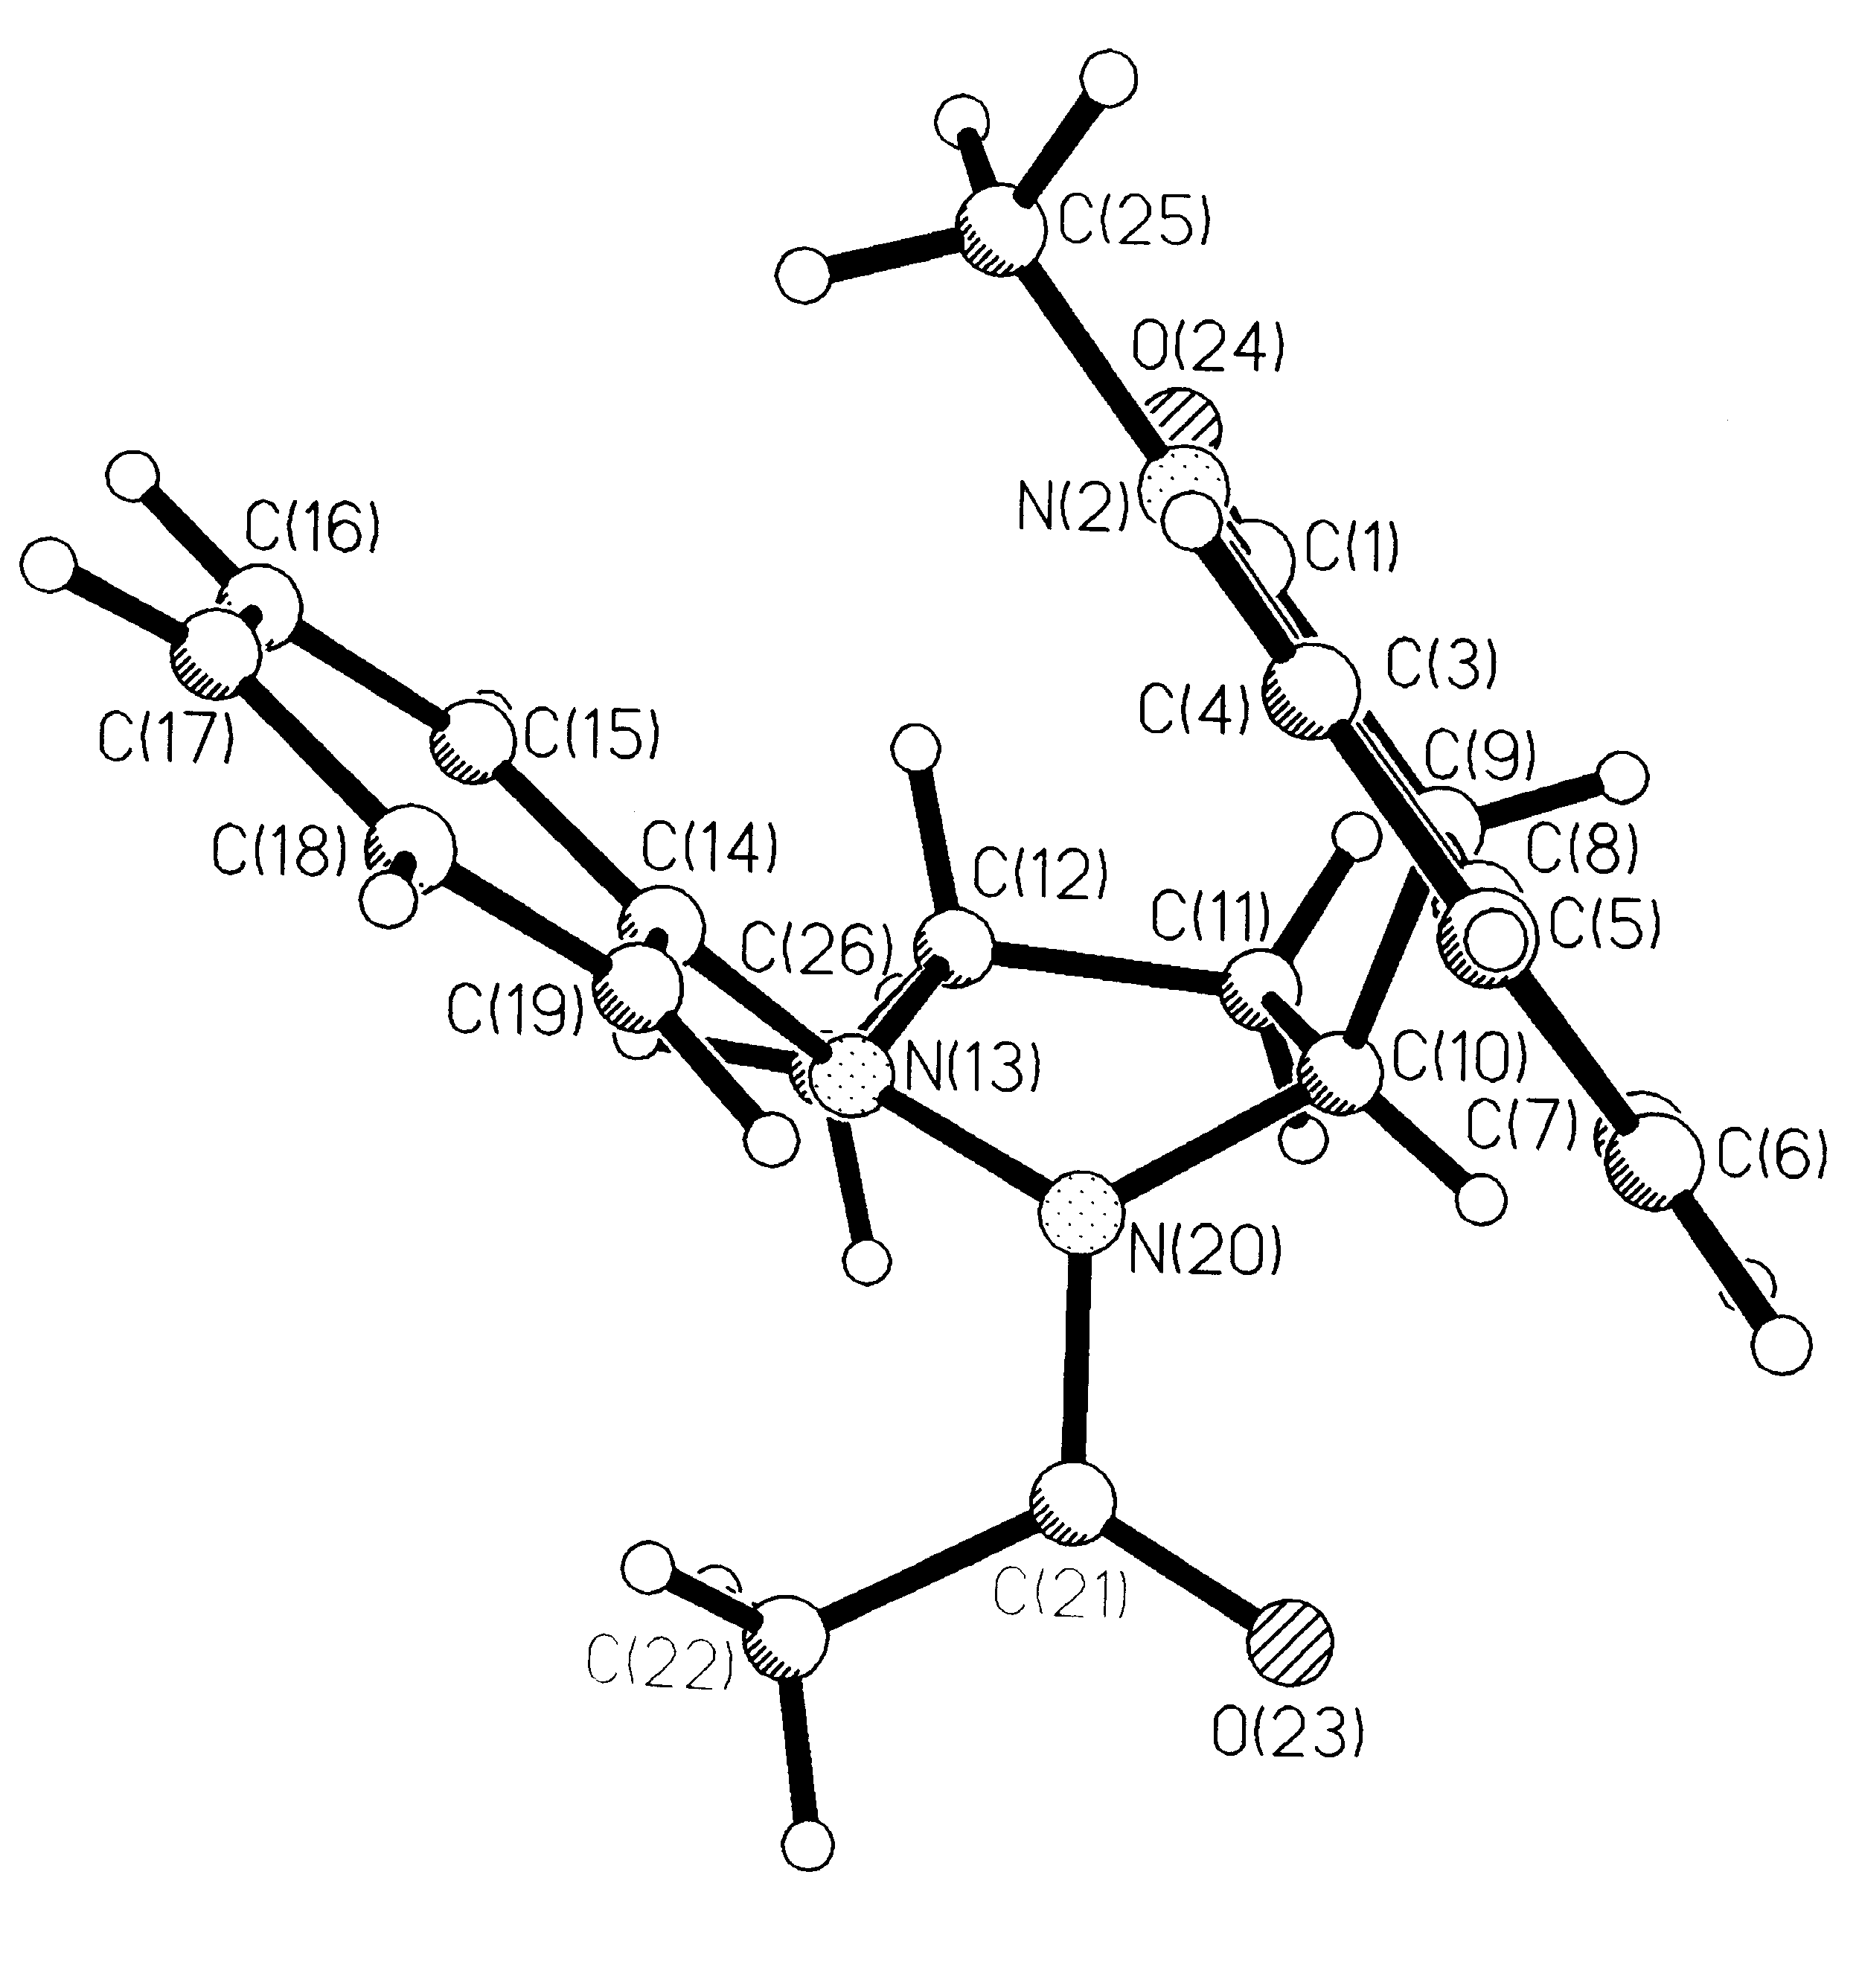 C(25)
O(24)
N(2)
C(16)
C(1)
C(3)
C(4)
C(17)
C(15)
C(9)
C(18)
C(14)
C(8)
C(12)
C(11)
C(5)
C(26)
C(19)
N(13)
C(10)
C(7)
C(6)
N(20)
C(21)
C(22)
O(23)